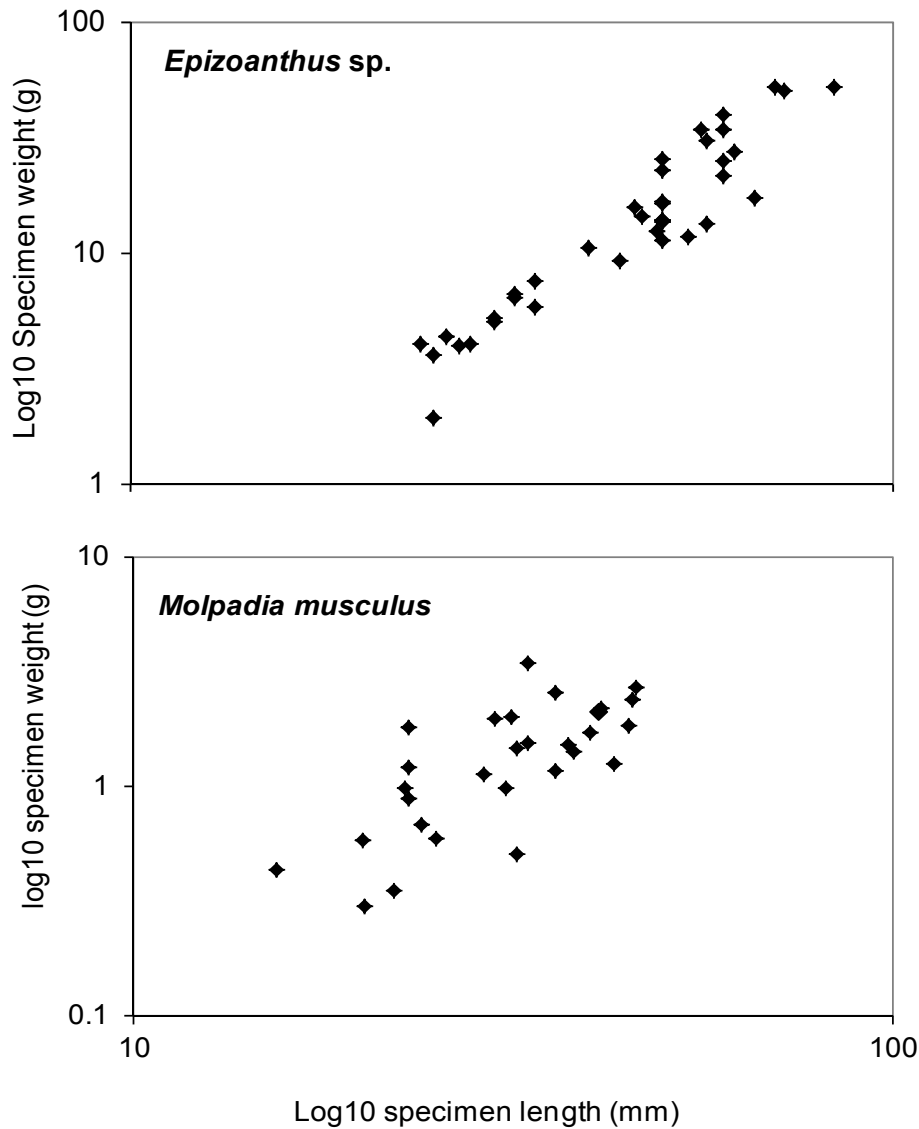 100
Epizoanthus sp.
Log10 Specimen weight (g)
10
1
10
Molpadia musculus
log10 specimen weight (g)
1
0.1
10
100
Log10 specimen length (mm)